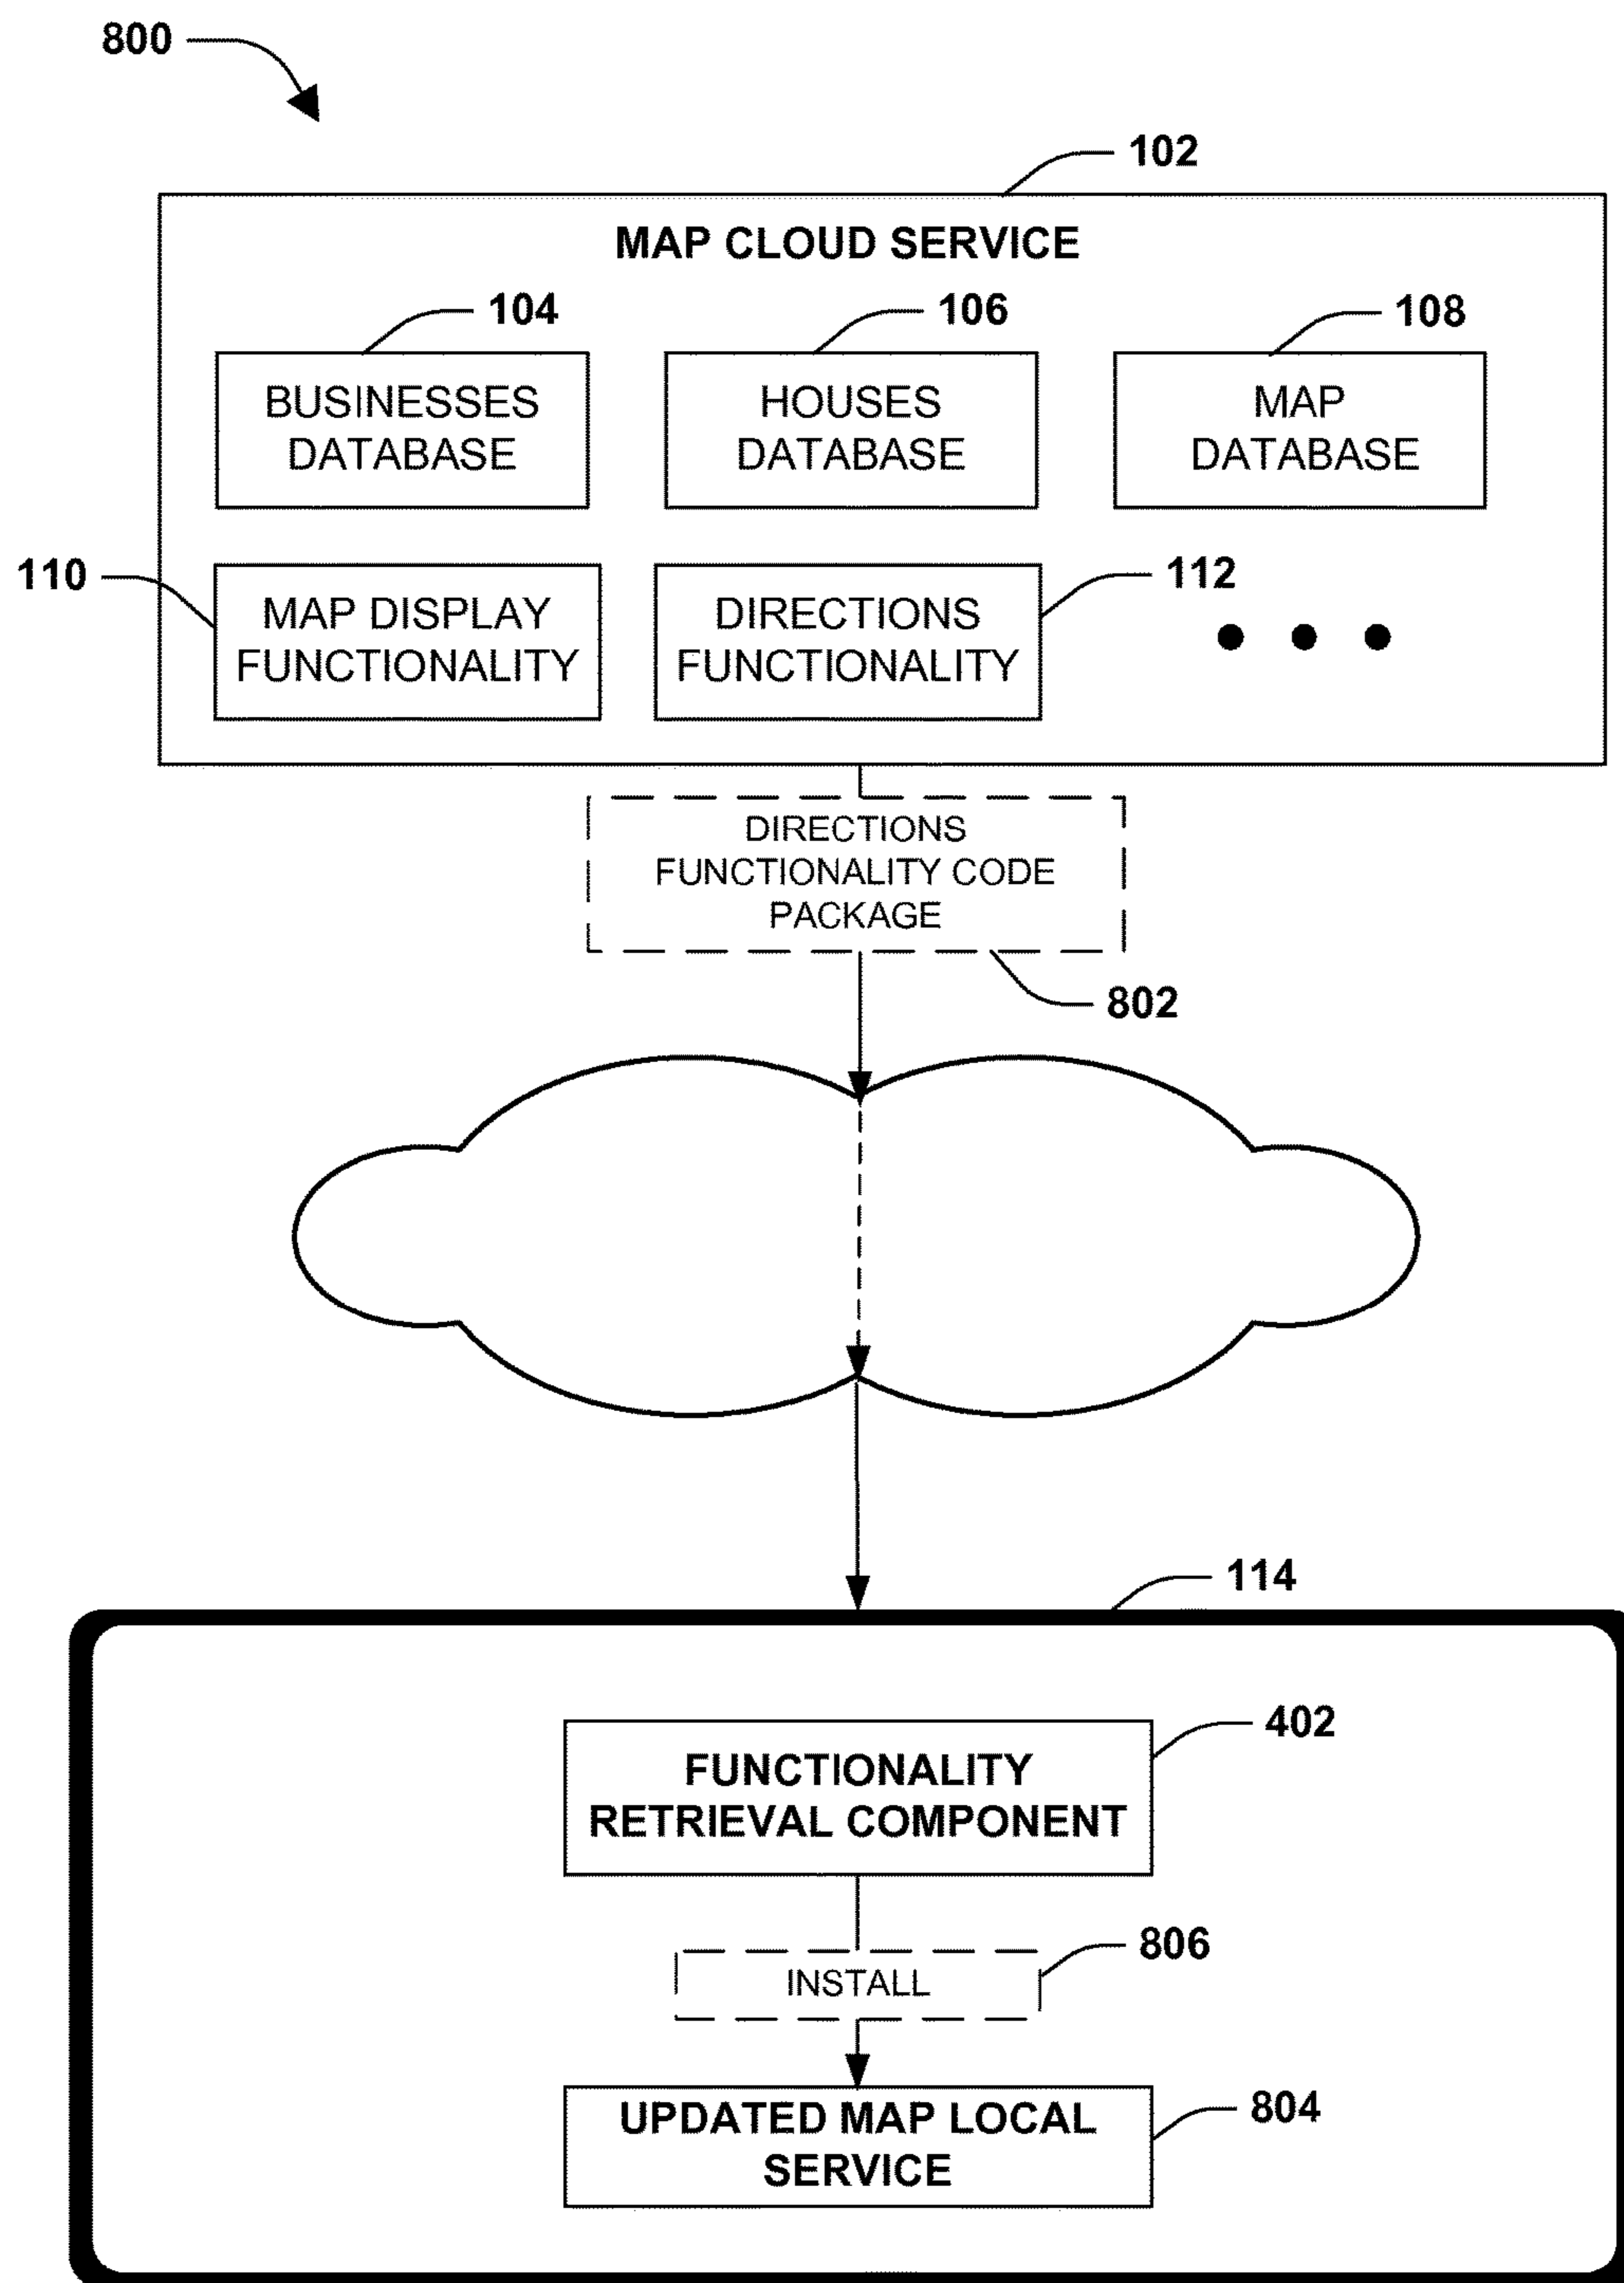 800
102
MAP CLOUD SERVICE
104
106
108
BUSINESSES
DATABASE
HOUSES
DATABASE
MAP
DATABASE
110
112
MAP DISPLAY
FUNCTIONALITY
DIRECTIONS
FUNCTIONALITY
DIRECTIONS
FUNCTIONALITY CODE
PACKAGE
802
114
402
FUNCTIONALITY
RETRIEVAL COMPONENT
806
INSTALL
804
UPDATED MAP LOCAL
SERVICE